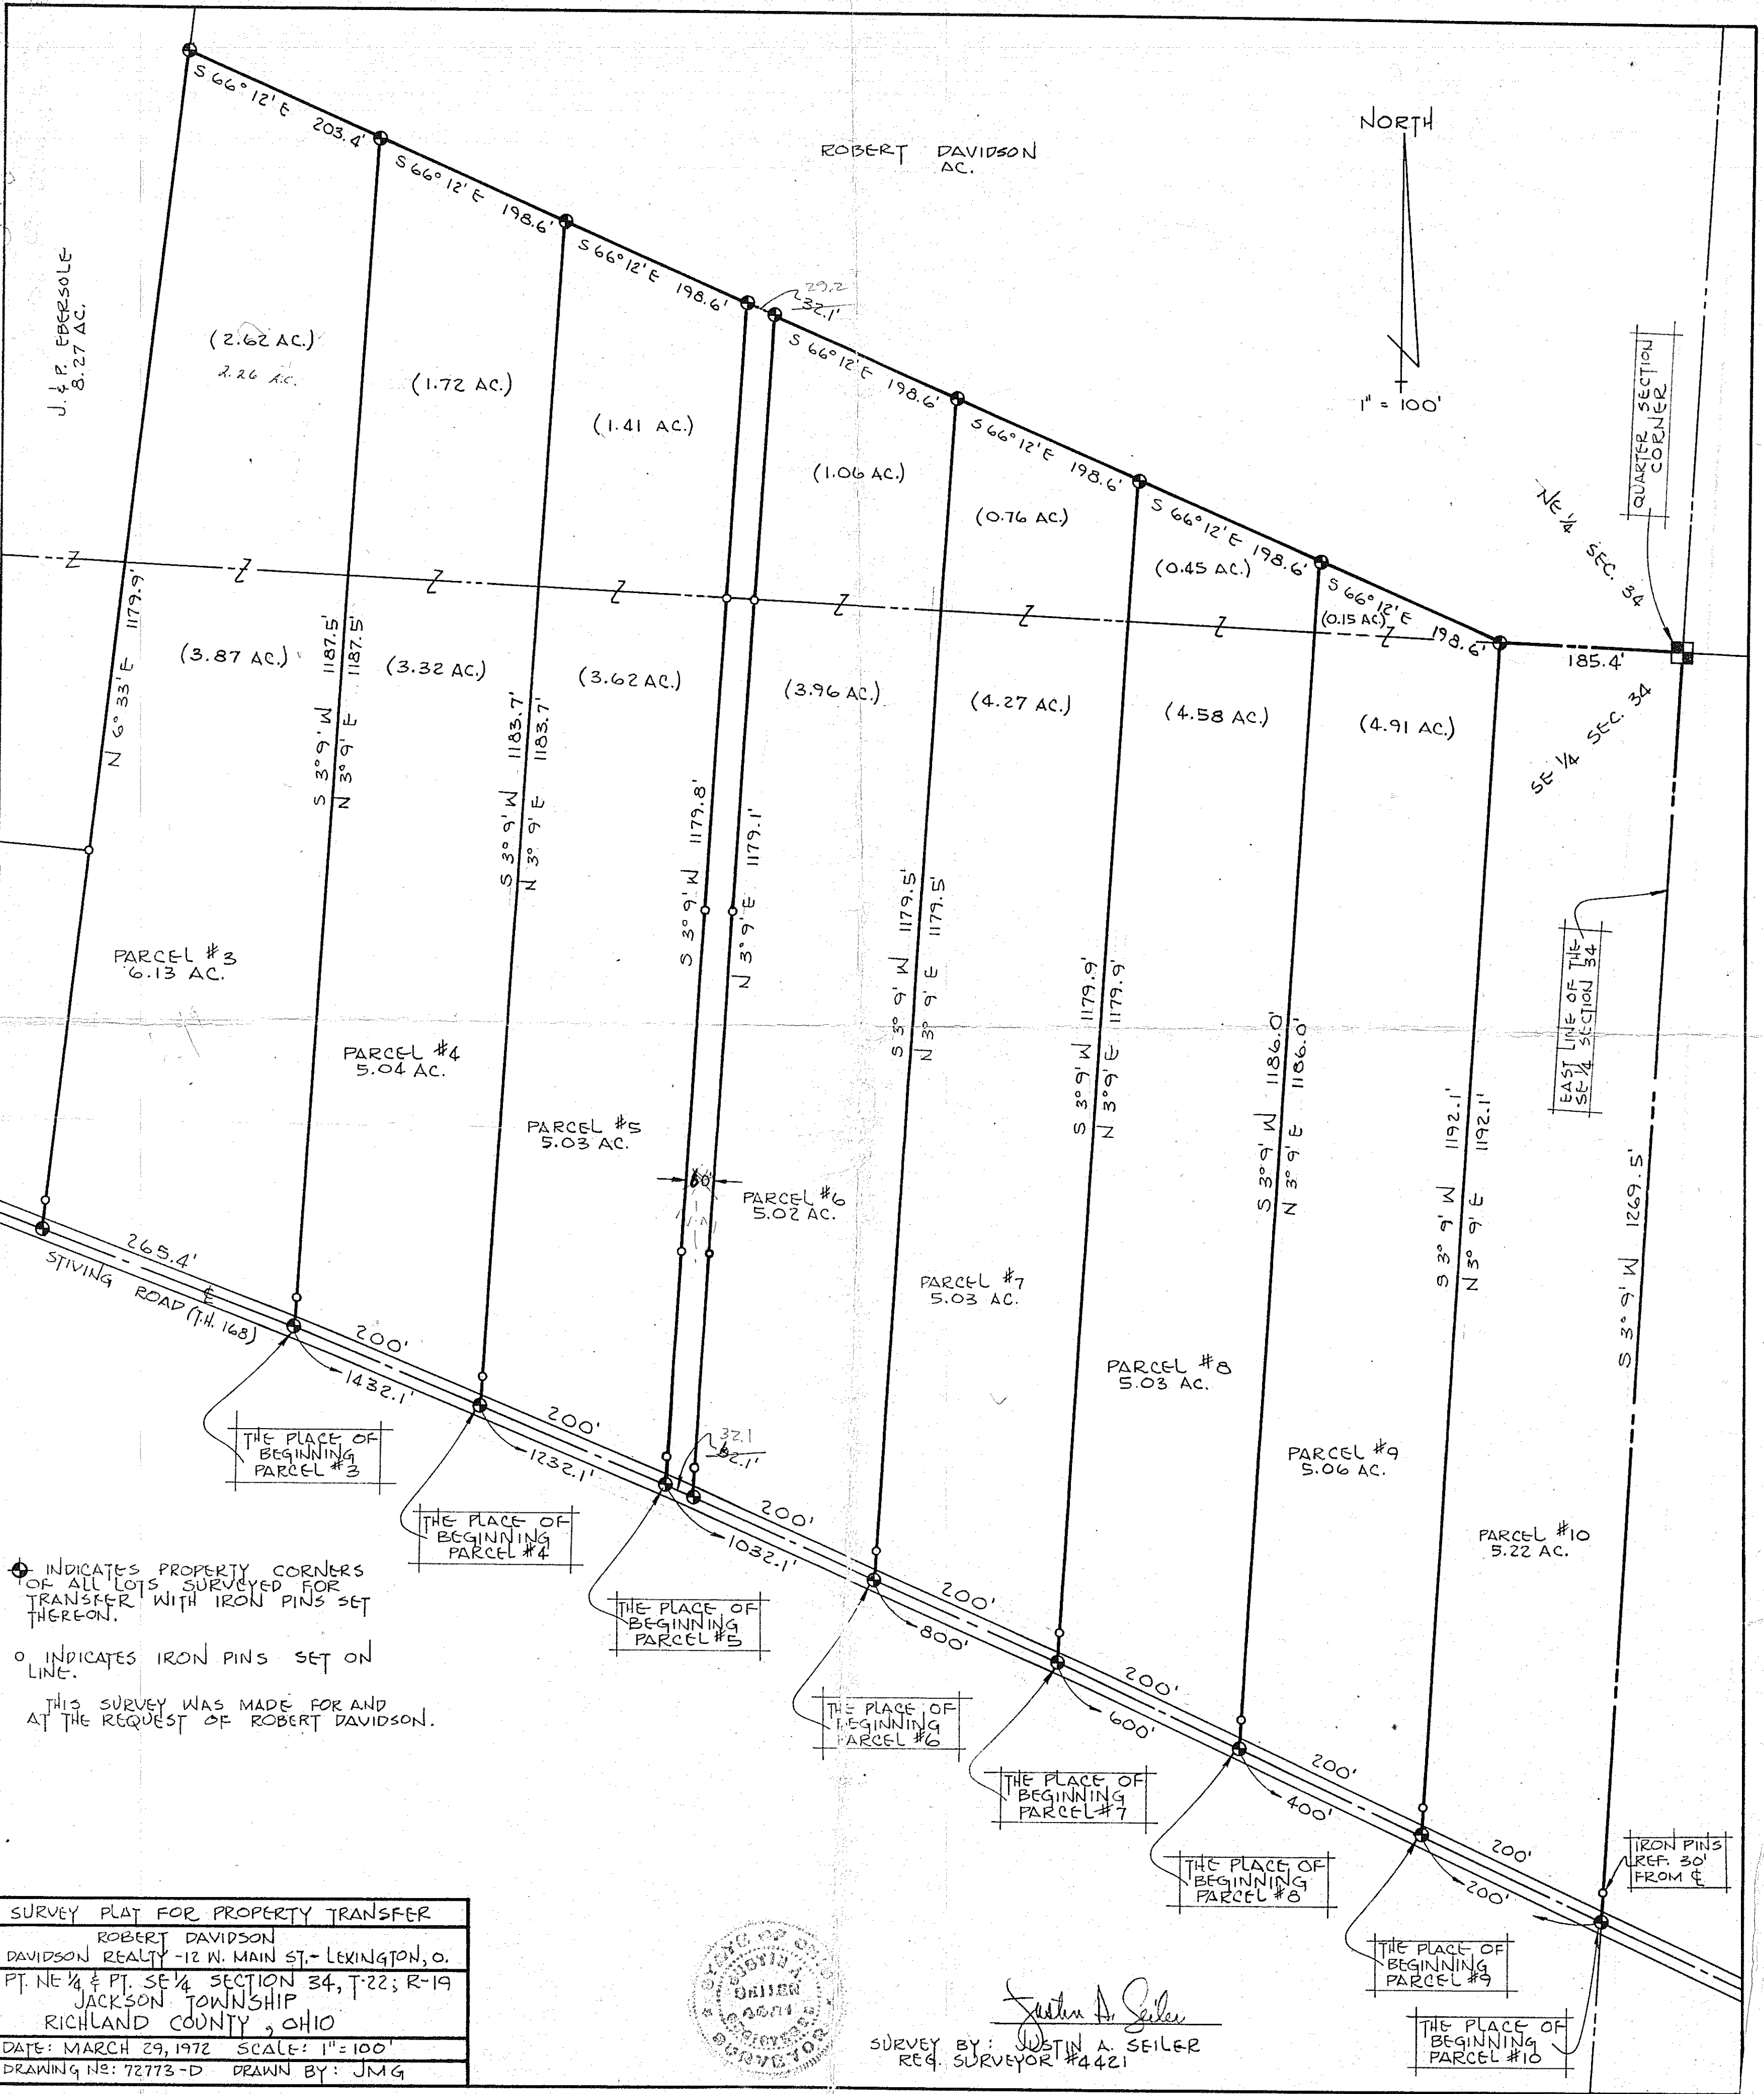 S 66° 12' E 203.4'
S 66° 12' E 198.6'
S 66° 12' E 198.6'
29.2
32.1'
S 66° 12' E 198.6'
S 66° 12' E 198.6'
S 66° 12' E 198.6'
S 66° 12' E 198.6'
185.4'
ROBERT DAVIDSON
AC.
NORTH
1" = 100'
J. & P. EBERSOLE
8.27 AC.
QUARTER SECTION
CORNER
NE 1/4 SEC. 34
SE 1/4 SEC. 34
(2.62 AC.)
2.26 AC.
(1.72 AC.)
(1.41 AC.)
(1.06 AC.)
(0.76 AC.)
(0.45 AC.)
(0.15 AC.)
(3.87 AC.)
(3.32 AC.)
(3.62 AC.)
(3.96 AC.)
(4.27 AC.)
(4.58 AC.)
(4.91 AC.)
N 6° 33' E 1179.9'
S 3° 9' W 1187.5'
N 3° 9' E 1187.5'
S 3° 9' W 1183.7'
N 3° 9' E 1183.7'
S 3° 9' W 1179.8'
N 3° 9' E 1179.1'
S 3° 9' W 1179.5'
N 3° 9' E 1179.5'
S 3° 9' W 1179.9'
N 3° 9' E 1179.9'
S 3° 9' W 1186.0'
N 3° 9' E 1186.0'
S 3° 9' W 1192.1'
N 3° 9' E 1192.1'
S 3° 9' W 1269.5'
EAST LINE OF THE
SE 1/4 SECTION 34
PARCEL #3
6.13 AC.
PARCEL #4
5.04 AC.
PARCEL #5
5.03 AC.
PARCEL #6
5.02 AC.
PARCEL #7
5.03 AC.
PARCEL #8
5.03 AC.
PARCEL #9
5.06 AC.
PARCEL #10
5.22 AC.
265.4'
℄
STIVING ROAD (T.H. 168)
200'
1432.1'
200'
1232.1'
32.1
1032.1'
200'
200'
800'
200'
600'
200'
400'
200'
200'
THE PLACE OF
BEGINNING
PARCEL #3
THE PLACE OF
BEGINNING
PARCEL #4
THE PLACE OF
BEGINNING
PARCEL #5
THE PLACE OF
BEGINNING
PARCEL #6
THE PLACE OF
BEGINNING
PARCEL #7
THE PLACE OF
BEGINNING
PARCEL #8
THE PLACE OF
BEGINNING
PARCEL #9
THE PLACE OF
BEGINNING
PARCEL #10
IRON PINS
REF. 30'
FROM ℄
INDICATES PROPERTY CORNERS
OF ALL LOTS SURVEYED FOR
TRANSFER WITH IRON PINS SET
THEREON.
INDICATES IRON PINS SET ON
LINE.
THIS SURVEY WAS MADE FOR AND
AT THE REQUEST OF ROBERT DAVIDSON.
SURVEY PLAT FOR PROPERTY TRANSFER
ROBERT DAVIDSON
DAVIDSON REALTY - 12 W. MAIN ST. - LEXINGTON, O.
PT. NE 1/4 & PT. SE 1/4 SECTION 34, T-22; R-19
JACKSON TOWNSHIP
RICHLAND COUNTY, OHIO
DATE: MARCH 29, 1972 SCALE: 1" = 100'
DRAWING No: 72773-D DRAWN BY: JMG
Justin A. Seiler
SURVEY BY: JUSTIN A. SEILER
REG. SURVEYOR #4421